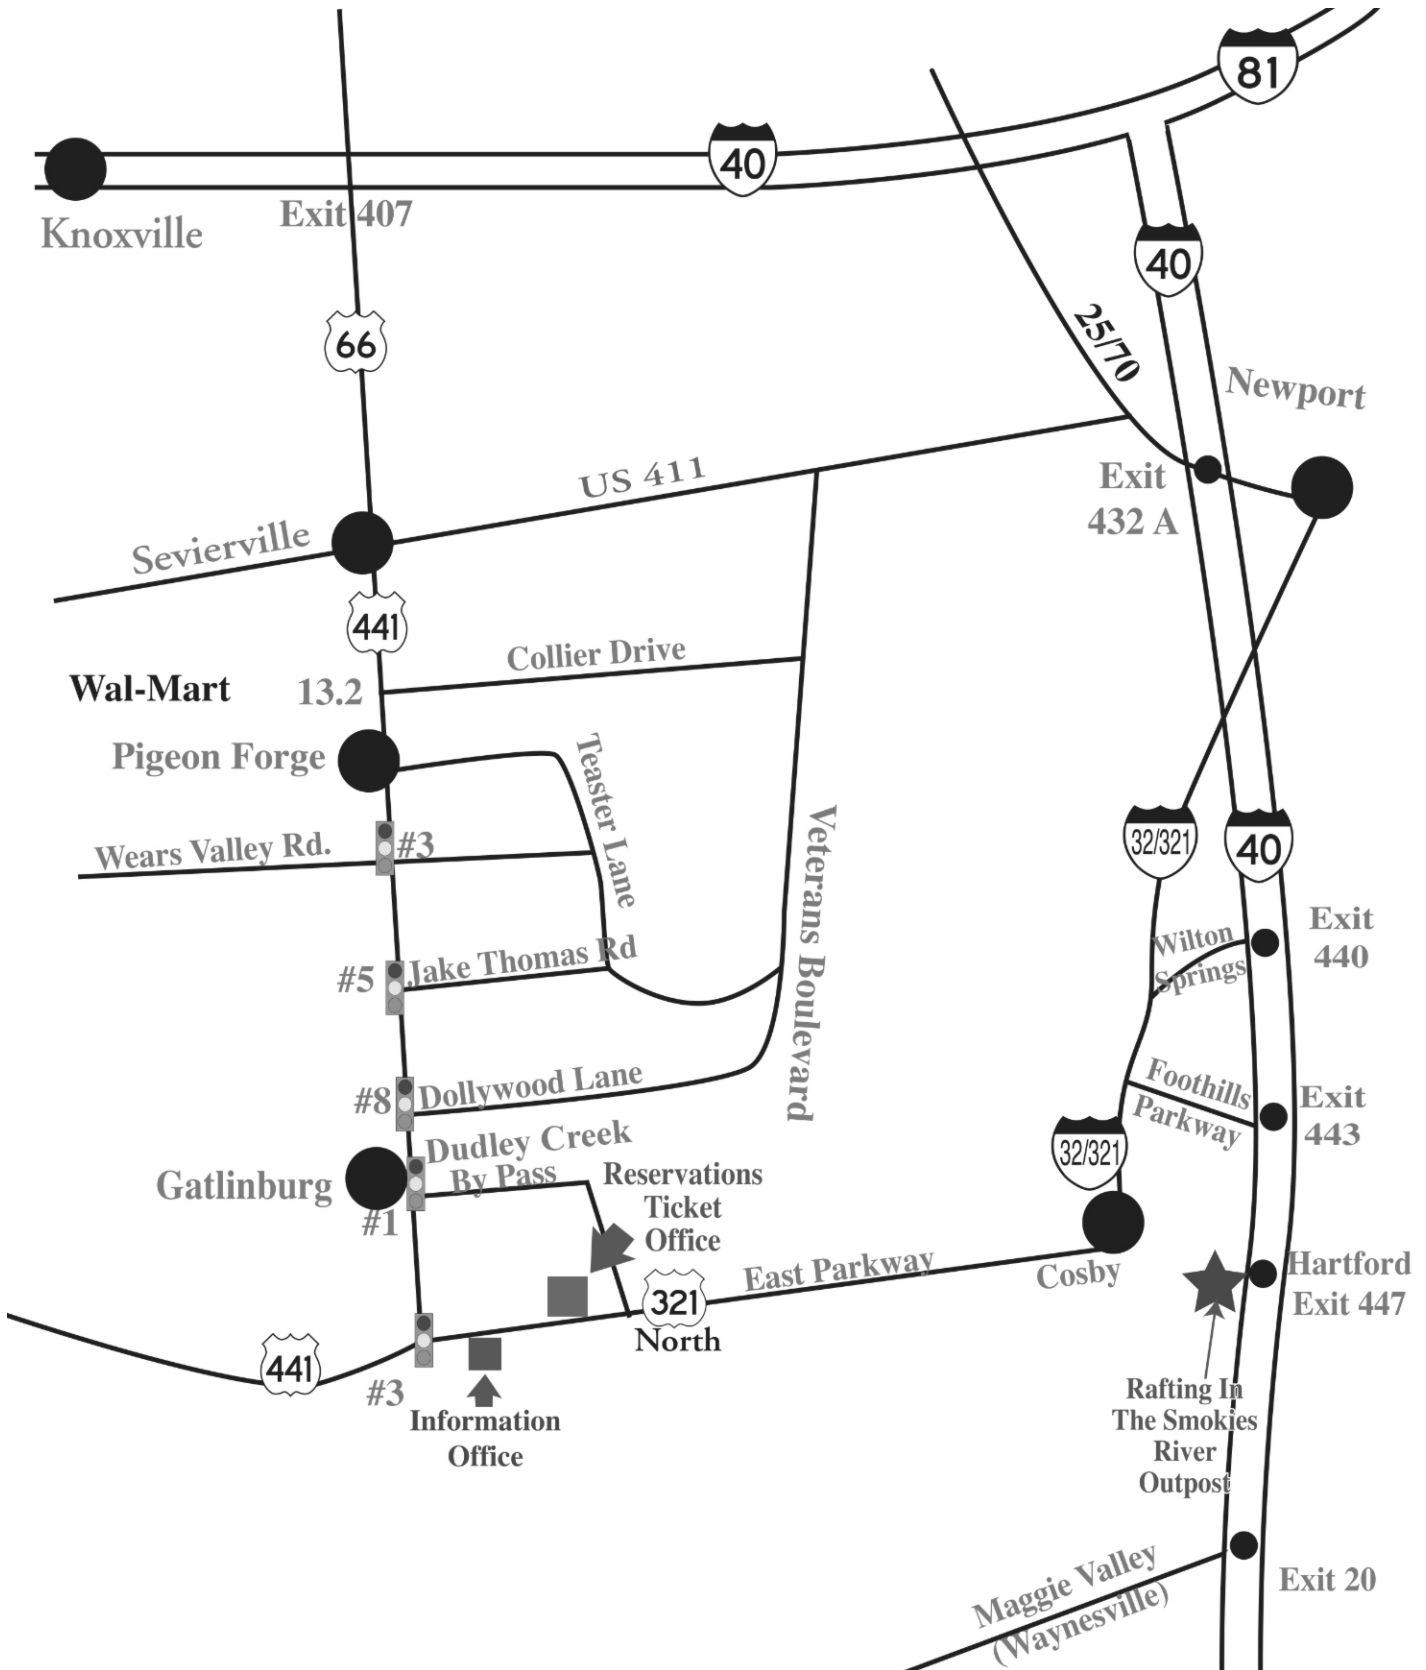 81
40
Knoxville
Exit 407
40
66
25/70
Newport
US 411
Exit
432 A
Sevierville
441
Collier Drive
Wal-Mart
13.2
Pigeon Forge
Teaster Lane
Wears Valley Rd.
#3
Veterans Boulevard
32/321
40
Exit
440
Wilton
Springs
#5
Jake Thomas Rd
#8
Dollywood Lane
Foothills
Parkway
Exit
443
Dudley Creek
By Pass
32/321
Gatlinburg
#1
Reservations
Ticket
Office
East Parkway
Cosby
Hartford
Exit 447
321
North
441
#3
Information
Office
Rafting In
The Smokies
River
Outpost
Maggie Valley
(Waynesville)
Exit 20